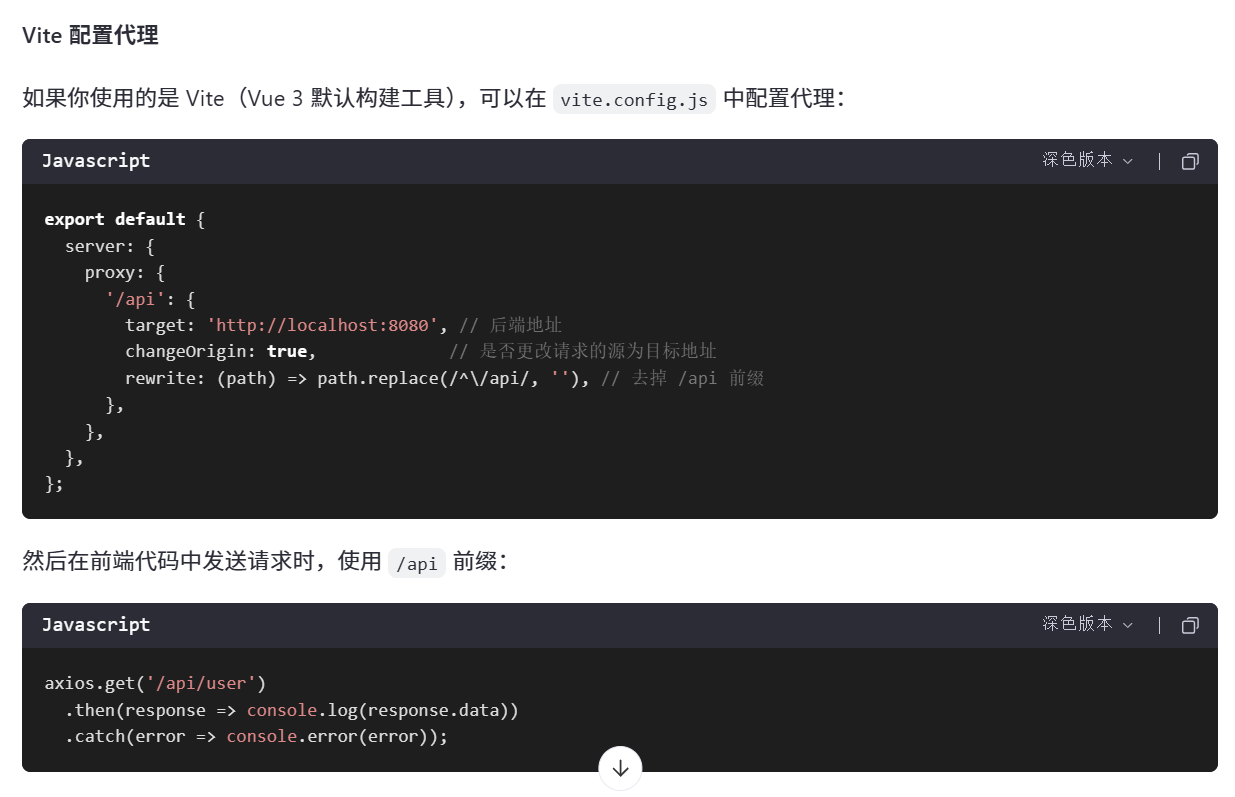 Vite 配置代理
如果你使用的是 Vite（Vue 3 默认构建工具），可以在 vite.config.js 中配置代理：
Javascript 深色版本
export default {
  server: {
    proxy: {
      '/api': {
        target: 'http://localhost:8080', // 后端地址
        changeOrigin: true,             // 是否更改请求的源为目标地址
        rewrite: (path) => path.replace(/^\/api/, ''), // 去掉 /api 前缀
      },
    },
  },
};
然后在前端代码中发送请求时，使用 /api 前缀：
Javascript 深色版本
axios.get('/api/user')
  .then(response => console.log(response.data))
  .catch(error => console.error(error));